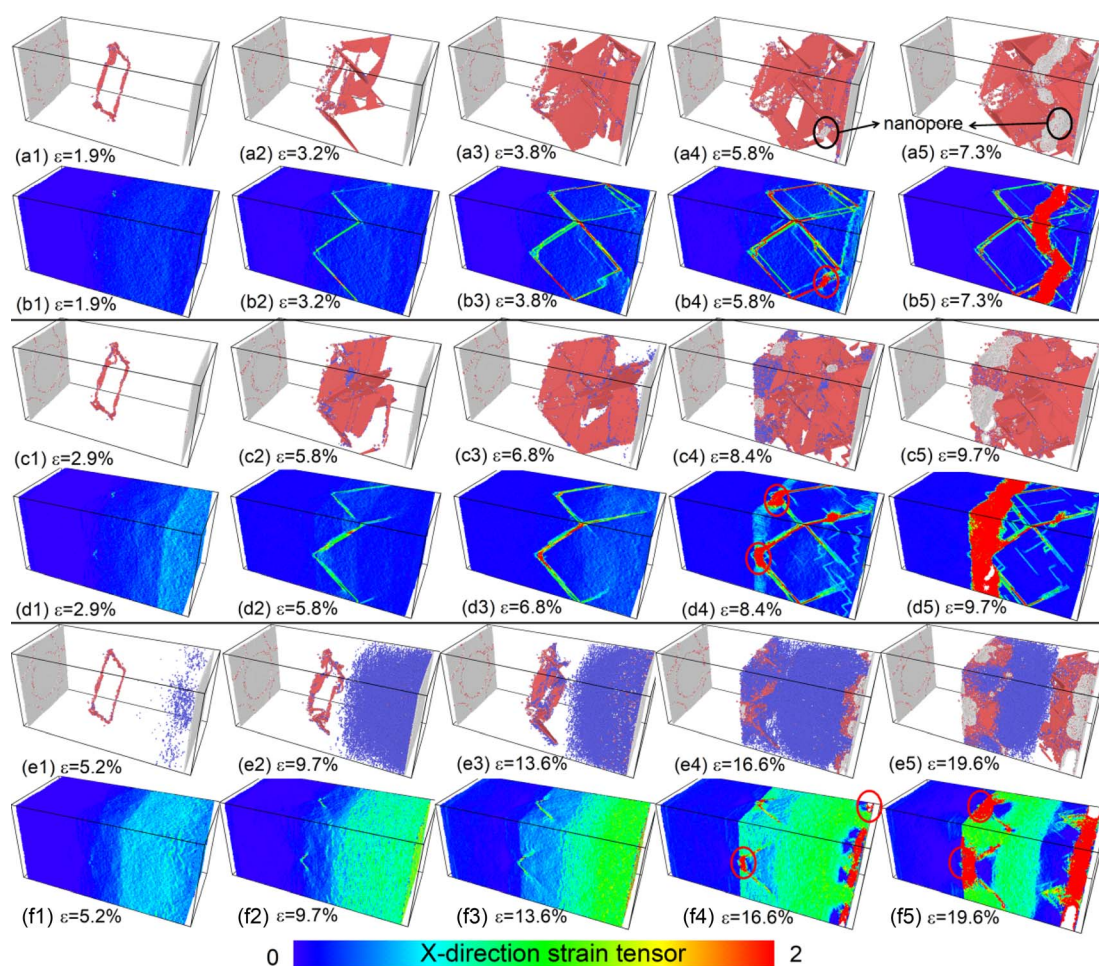 nanopore
(a1) ε=1.9% (a2) ε=3.2% (a3) ε=3.8% (a4) ε=5.8% (a5) ε=7.3%
(b1) ε=1.9% (b2) ε=3.2% (b3) ε=3.8% (b4) ε=5.8% (b5) ε=7.3%
(c1) ε=2.9% (c2) ε=5.8% (c3) ε=6.8% (c4) ε=8.4% (c5) ε=9.7%
(d1) ε=2.9% (d2) ε=5.8% (d3) ε=6.8% (d4) ε=8.4% (d5) ε=9.7%
(e1) ε=5.2% (e2) ε=9.7% (e3) ε=13.6% (e4) ε=16.6% (e5) ε=19.6%
(f1) ε=5.2% (f2) ε=9.7% (f3) ε=13.6% (f4) ε=16.6% (f5) ε=19.6%
0 X-direction strain tensor 2